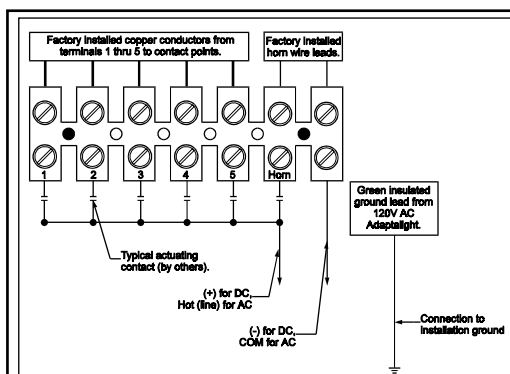 Factory installed copper conductors from
terminals 1 thru 5 to contact points.
Factory installed
horn wire leads.
1 2 3 4 5 Horn
Green insulated
ground lead from
120V AC
Adaptalight.
Typical actuating
contact (by others).
(+) for DC,
Hot (line) for AC
(-) for DC,
COM for AC
Connection to
installation ground